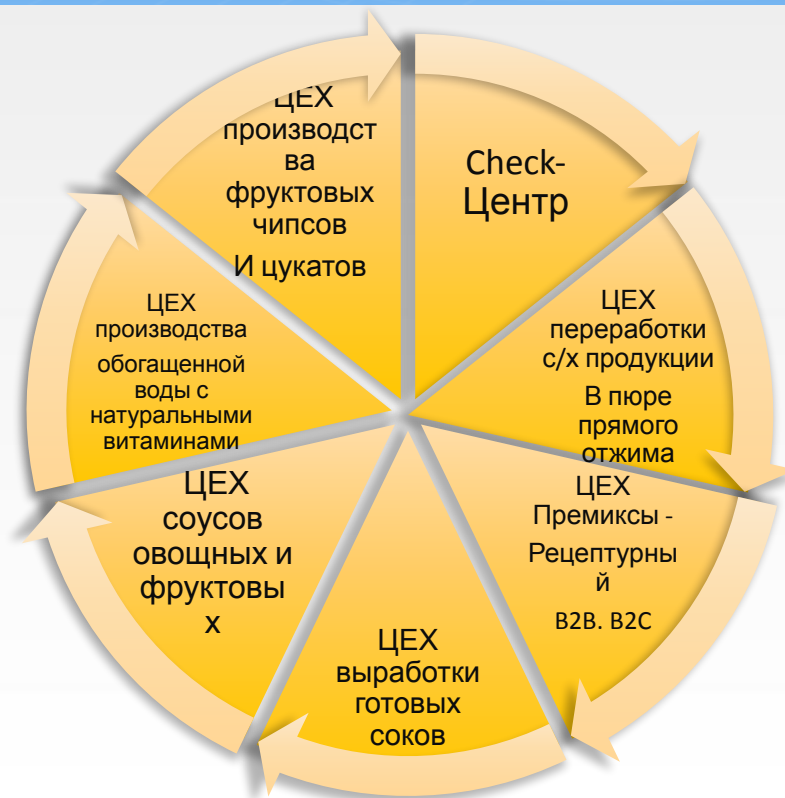 Check-
Центр
ЦЕХ
переработки
с/х продукции
В пюре
прямого
отжима
ЦЕХ
Премиксы -
Рецептурны
й
B2B. B2C
ЦЕХ
выработки
готовых
соков
ЦЕХ
соусов
овощных и
фруктовы
х
ЦЕХ
производства
обогащенной
воды с
натуральными
витаминами
ЦЕХ
производст
ва
фруктовых
чипсов
И цукатов